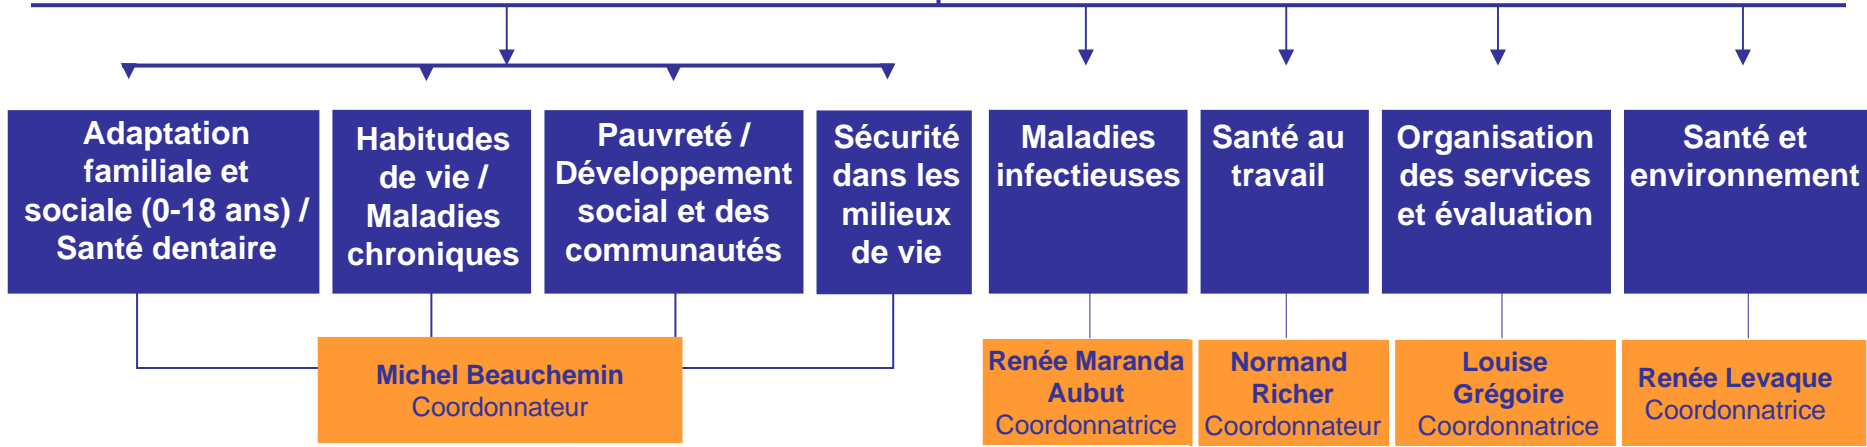 Adaptation
familiale et
sociale (0-18 ans) /
Santé dentaire
Habitudes
de vie /
Maladies
chroniques
Pauvreté /
Développement
social et des
communautés
Sécurité
dans les
milieux
de vie
Maladies
infectieuses
Santé au
travail
Organisation
des services
et évaluation
Santé et
environnement
Michel Beauchemin
Coordonnateur
Renée Maranda
Aubut
Coordonnatrice
Normand
Richer
Coordonnateur
Louise
Grégoire
Coordonnatrice
Renée Levaque
Coordonnatrice